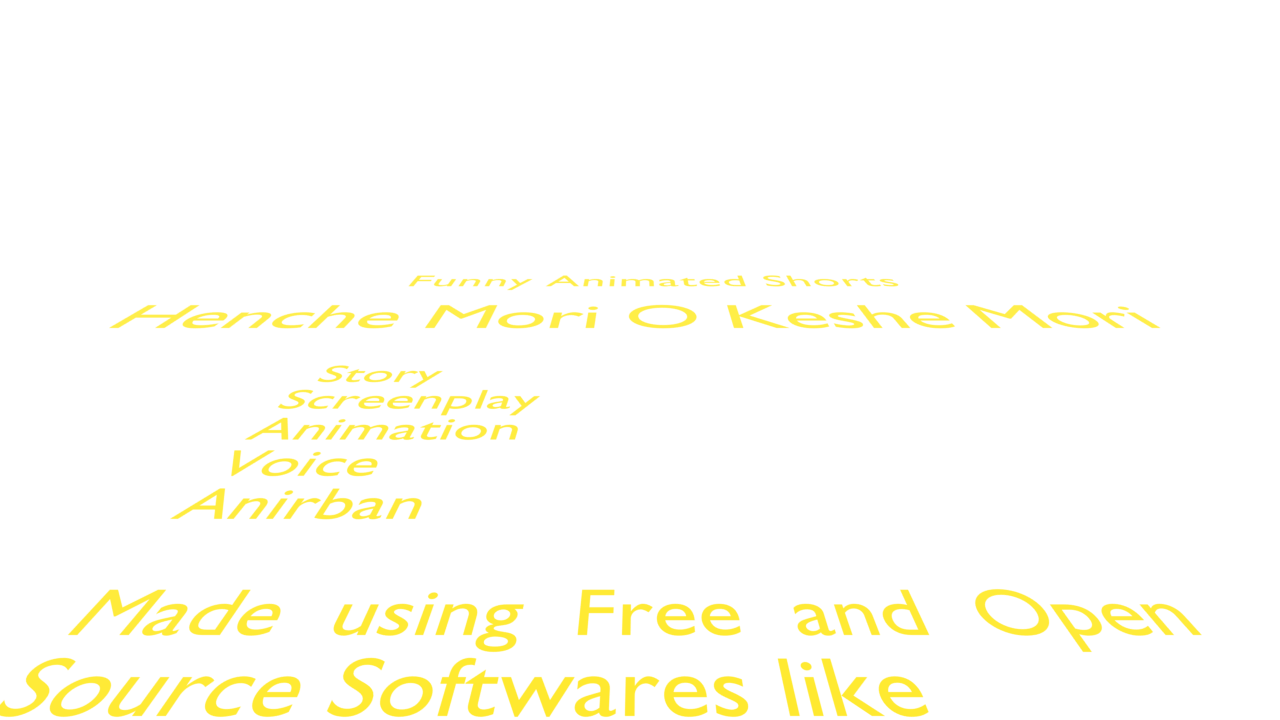 Funny Animated Shorts
Henche Mori O Keshe Mori
Story
Screenplay
Animation
Voice
Anirban
Made using Free and Open
Source Softwares like